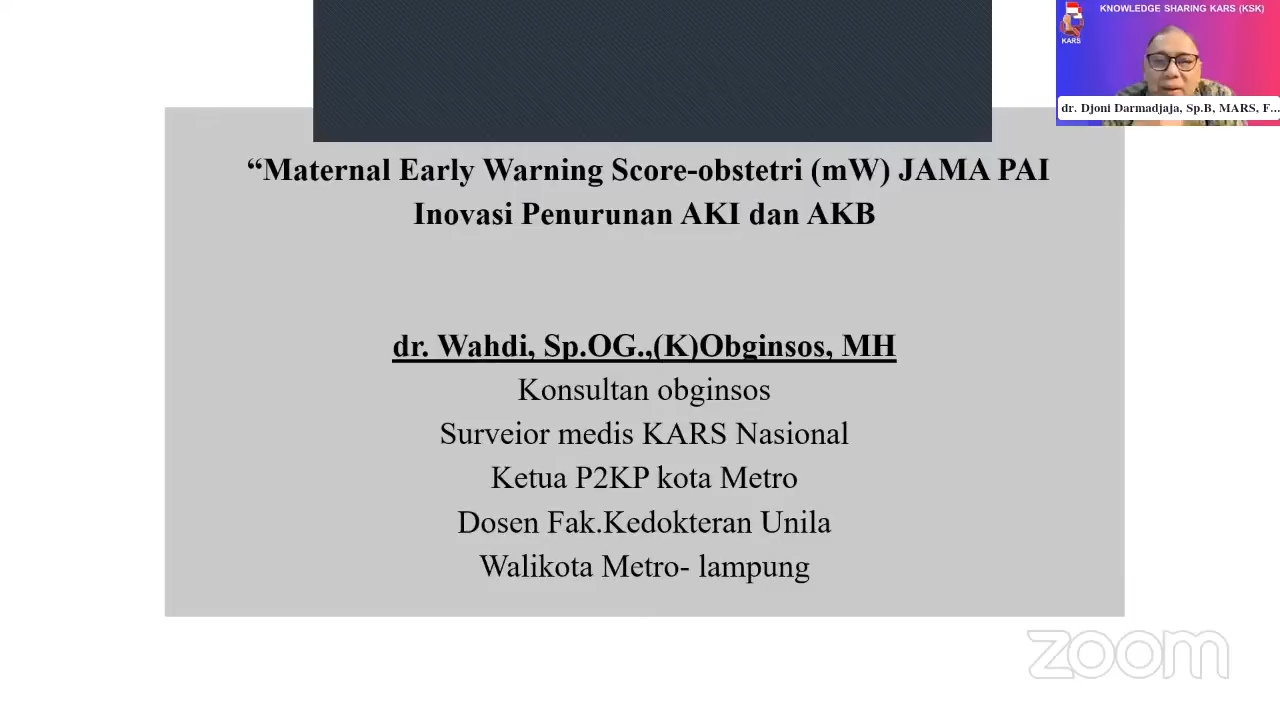 KNOWLEDGE SHARING KARS (KSK)
KARS
dr. Djoni Darmadjaja, Sp.B, MARS, F...
“Maternal Early Warning Score-obstetri (mW) JAMA PAI
Inovasi Penurunan AKI dan AKB
dr. Wahdi, Sp.OG.,(K)Obginsos, MH
Konsultan obginsos
Surveior medis KARS Nasional
Ketua P2KP kota Metro
Dosen Fak.Kedokteran Unila
Walikota Metro- lampung
zoom